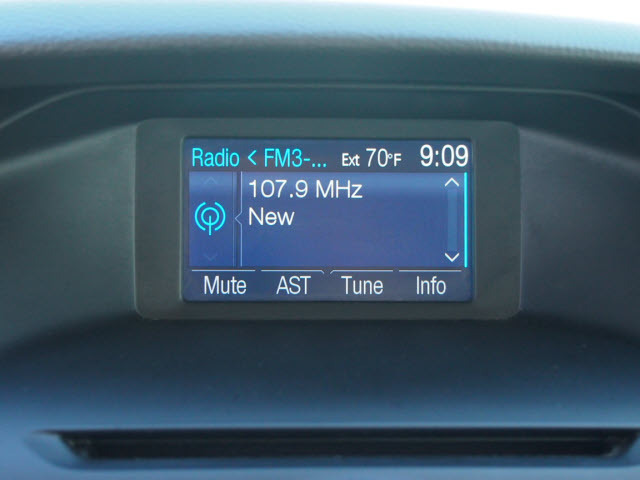 Radio < FM3-... Ext 70°F 9:09
107.9 MHz
New
Mute AST Tune Info